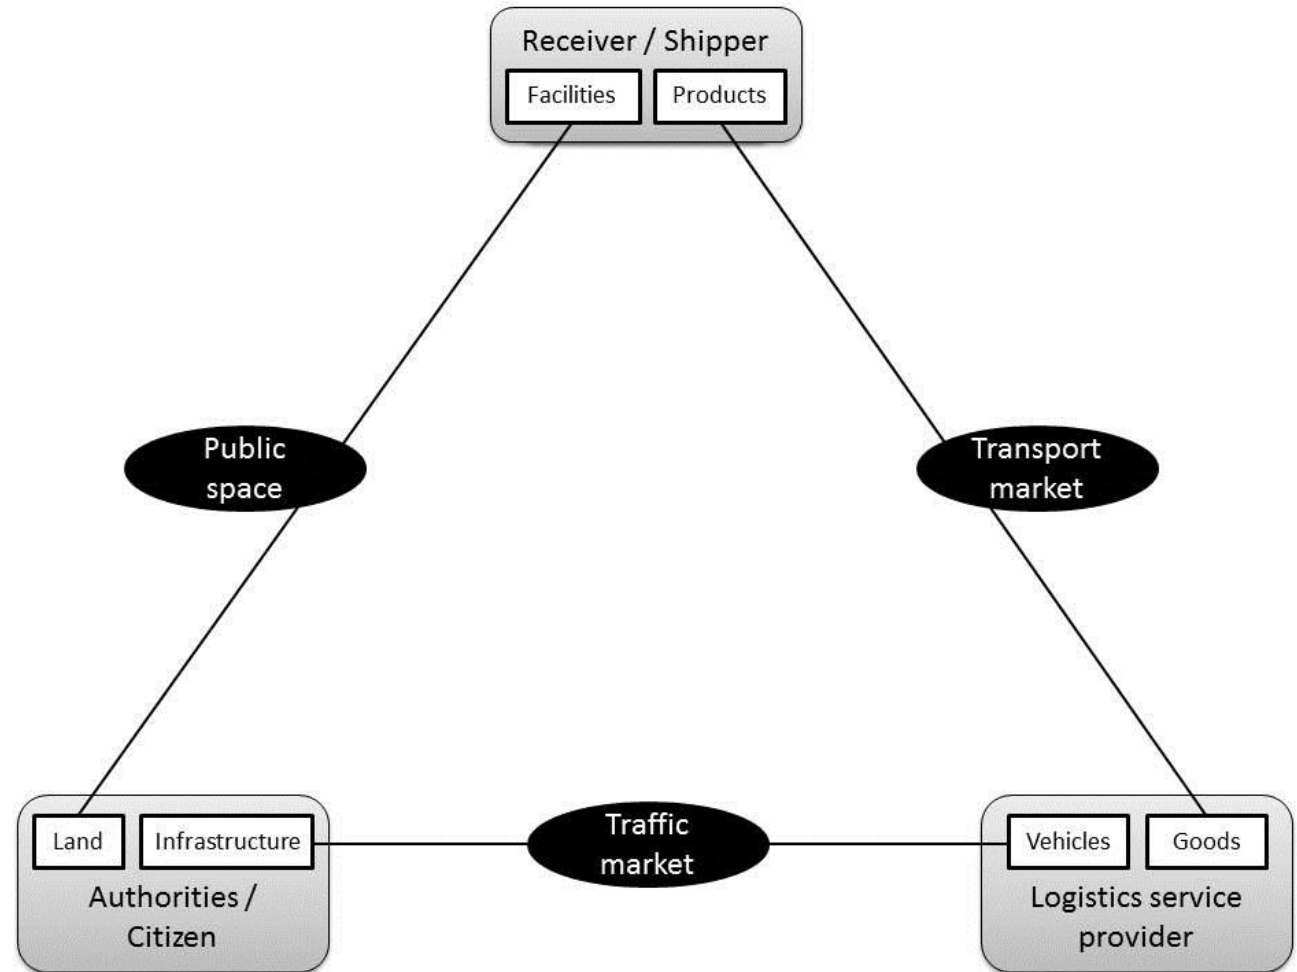 Receiver / Shipper
Facilities
Products
Public
space
Transport
market
Traffic
market
Land
Infrastructure
Authorities /
Citizen
Vehicles
Goods
Logistics service
provider